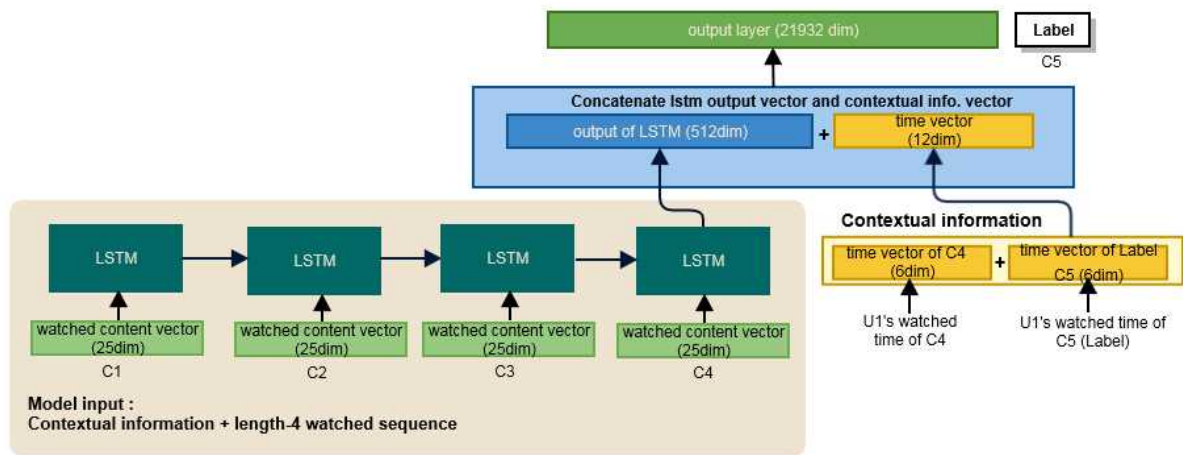 output layer (21932 dim)
Label
C5
Concatenate lstm output vector and contextual info. vector
output of LSTM (512dim)
+
time vector
(12dim)
Contextual information
time vector of C4
(6dim)
+
time vector of Label
C5 (6dim)
U1's watched
time of C4
U1's watched time of
C5 (Label)
LSTM
LSTM
LSTM
LSTM
watched content vector
(25dim)
watched content vector
(25dim)
watched content vector
(25dim)
watched content vector
(25dim)
C1
C2
C3
C4
Model input :
Contextual information + length-4 watched sequence